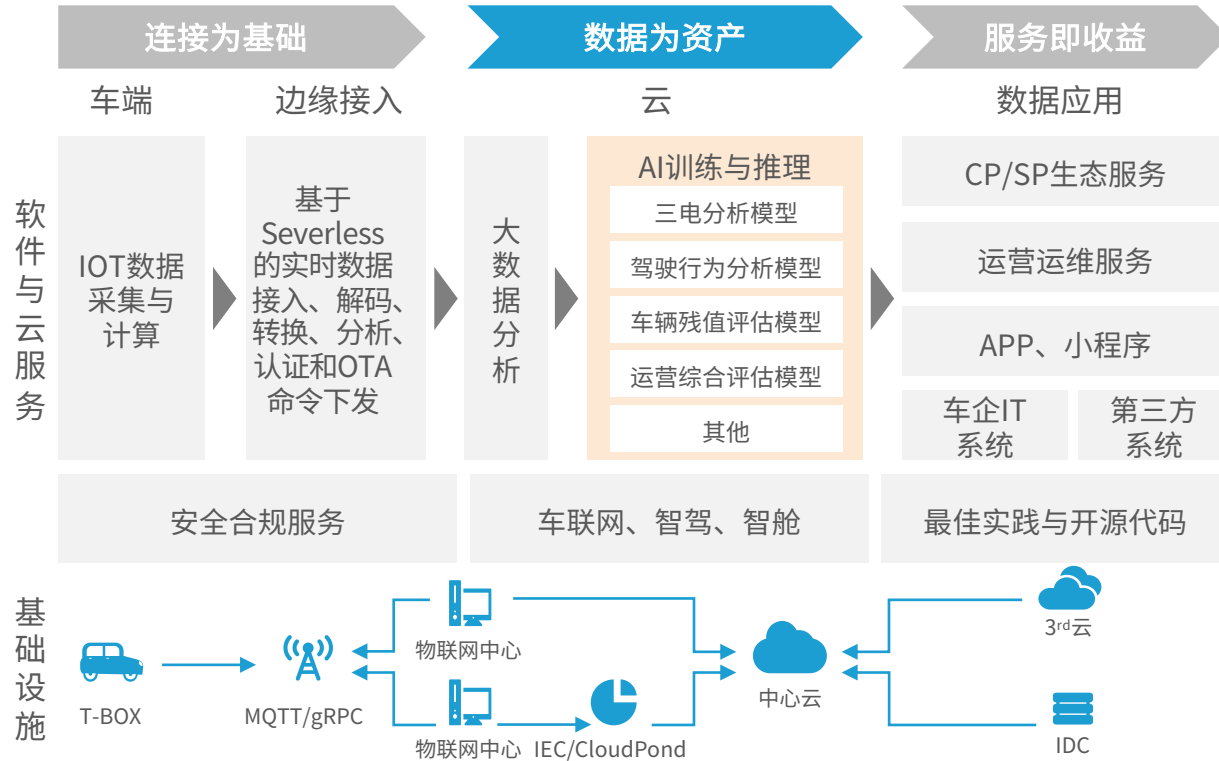 连接为基础
数据为资产
服务即收益
车端
边缘接入
云
数据应用
软件与云服务
IOT数据
采集与
计算
基于
Severless
的实时数据
接入、解码、
转换、分析、
认证和OTA
命令下发
大数据分析
AI训练与推理
三电分析模型
驾驶行为分析模型
车辆残值评估模型
运营综合评估模型
其他
CP/SP生态服务
运营运维服务
APP、小程序
车企IT
系统
第三方
系统
安全合规服务
车联网、智驾、智舱
最佳实践与开源代码
基础设施
T-BOX
MQTT/gRPC
物联网中心
物联网中心
IEC/CloudPond
中心云
3rd云
IDC